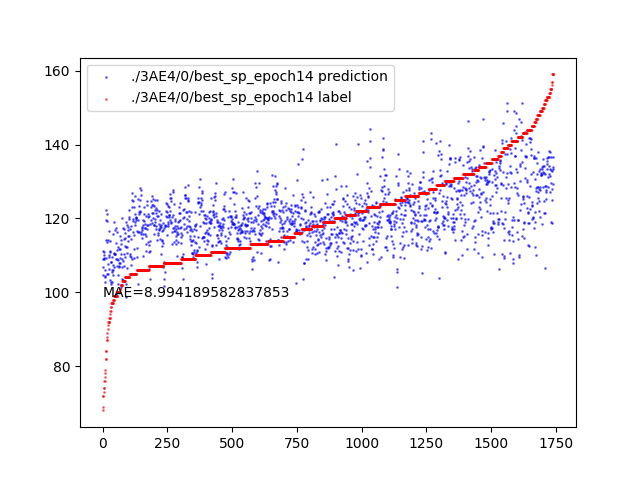 ./3AE4/0/best_sp_epoch14 prediction
./3AE4/0/best_sp_epoch14 label
160
140
120
100
80
MAE=8.994189582837853
0 250 500 750 1000 1250 1500 1750